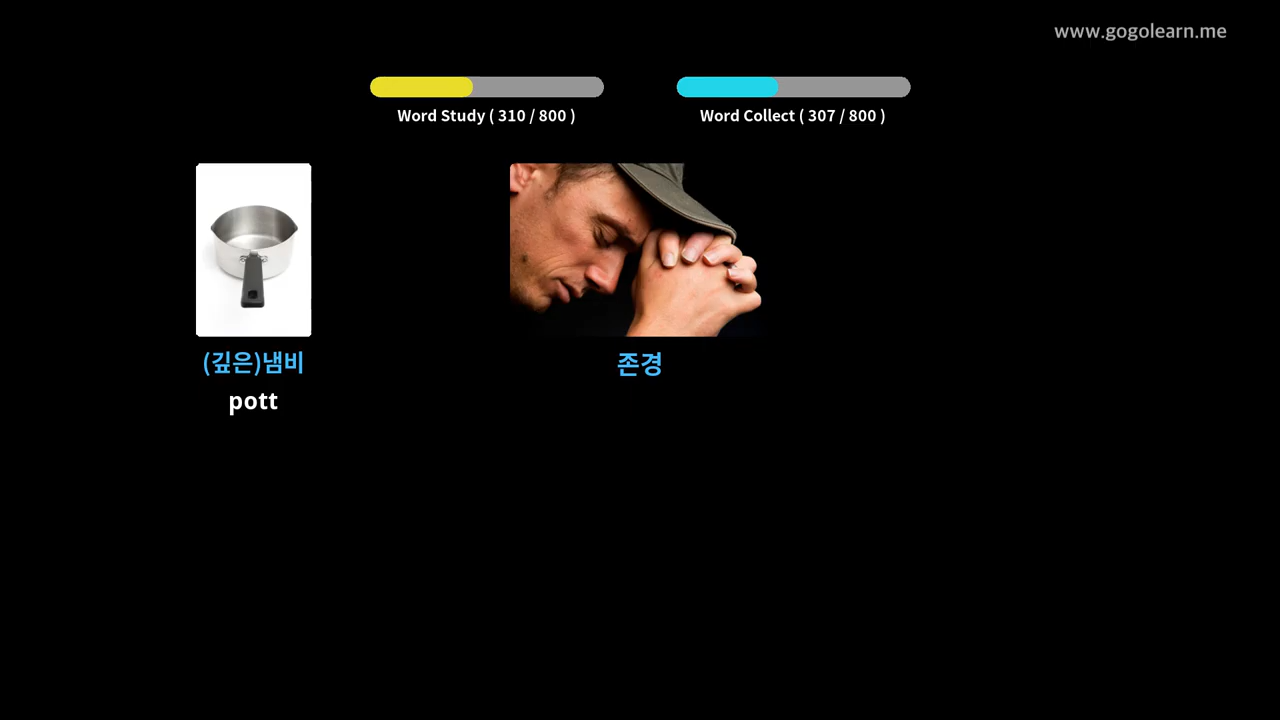 www.gogolearn.me
Word Study ( 310 / 800 )
Word Collect ( 307 / 800 )
(깊은)냄비
pott
존경